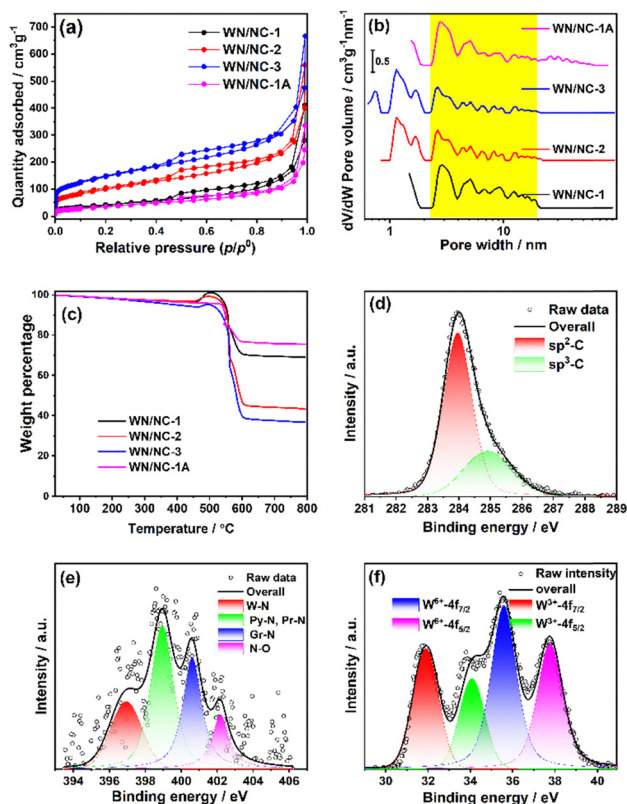 (a)
WN/NC-1
WN/NC-2
WN/NC-3
WN/NC-1A
Quantity adsorbed / cm³g⁻¹
700
600
500
400
300
200
100
0
0.0 0.2 0.4 0.6 0.8 1.0
Relative pressure (p/p⁰)
(b)
WN/NC-1A
0.5
WN/NC-3
WN/NC-2
WN/NC-1
dV/dW Pore volume / cm³g⁻¹nm⁻¹
1 10
Pore width / nm
(c)
WN/NC-1
WN/NC-2
WN/NC-3
WN/NC-1A
Weight percentage
100
80
60
40
20
0
0 100 200 300 400 500 600 700 800
Temperature / °C
(d)
Raw data
Overall
sp²-C
sp³-C
Intensity / a.u.
281 282 283 284 285 286 287 288 289
Binding energy / eV
(e)
Raw data
Overall
W-N
Py-N, Pr-N
Gr-N
N-O
Intensity / a.u.
394 396 398 400 402 404 406
Binding energy / eV
(f)
Raw intensity
overall
W⁶⁺-4f7/2 W³⁺-4f7/2
W⁶⁺-4f5/2 W³⁺-4f5/2
Intensity / a.u.
30 32 34 36 38 40
Binding energy / eV